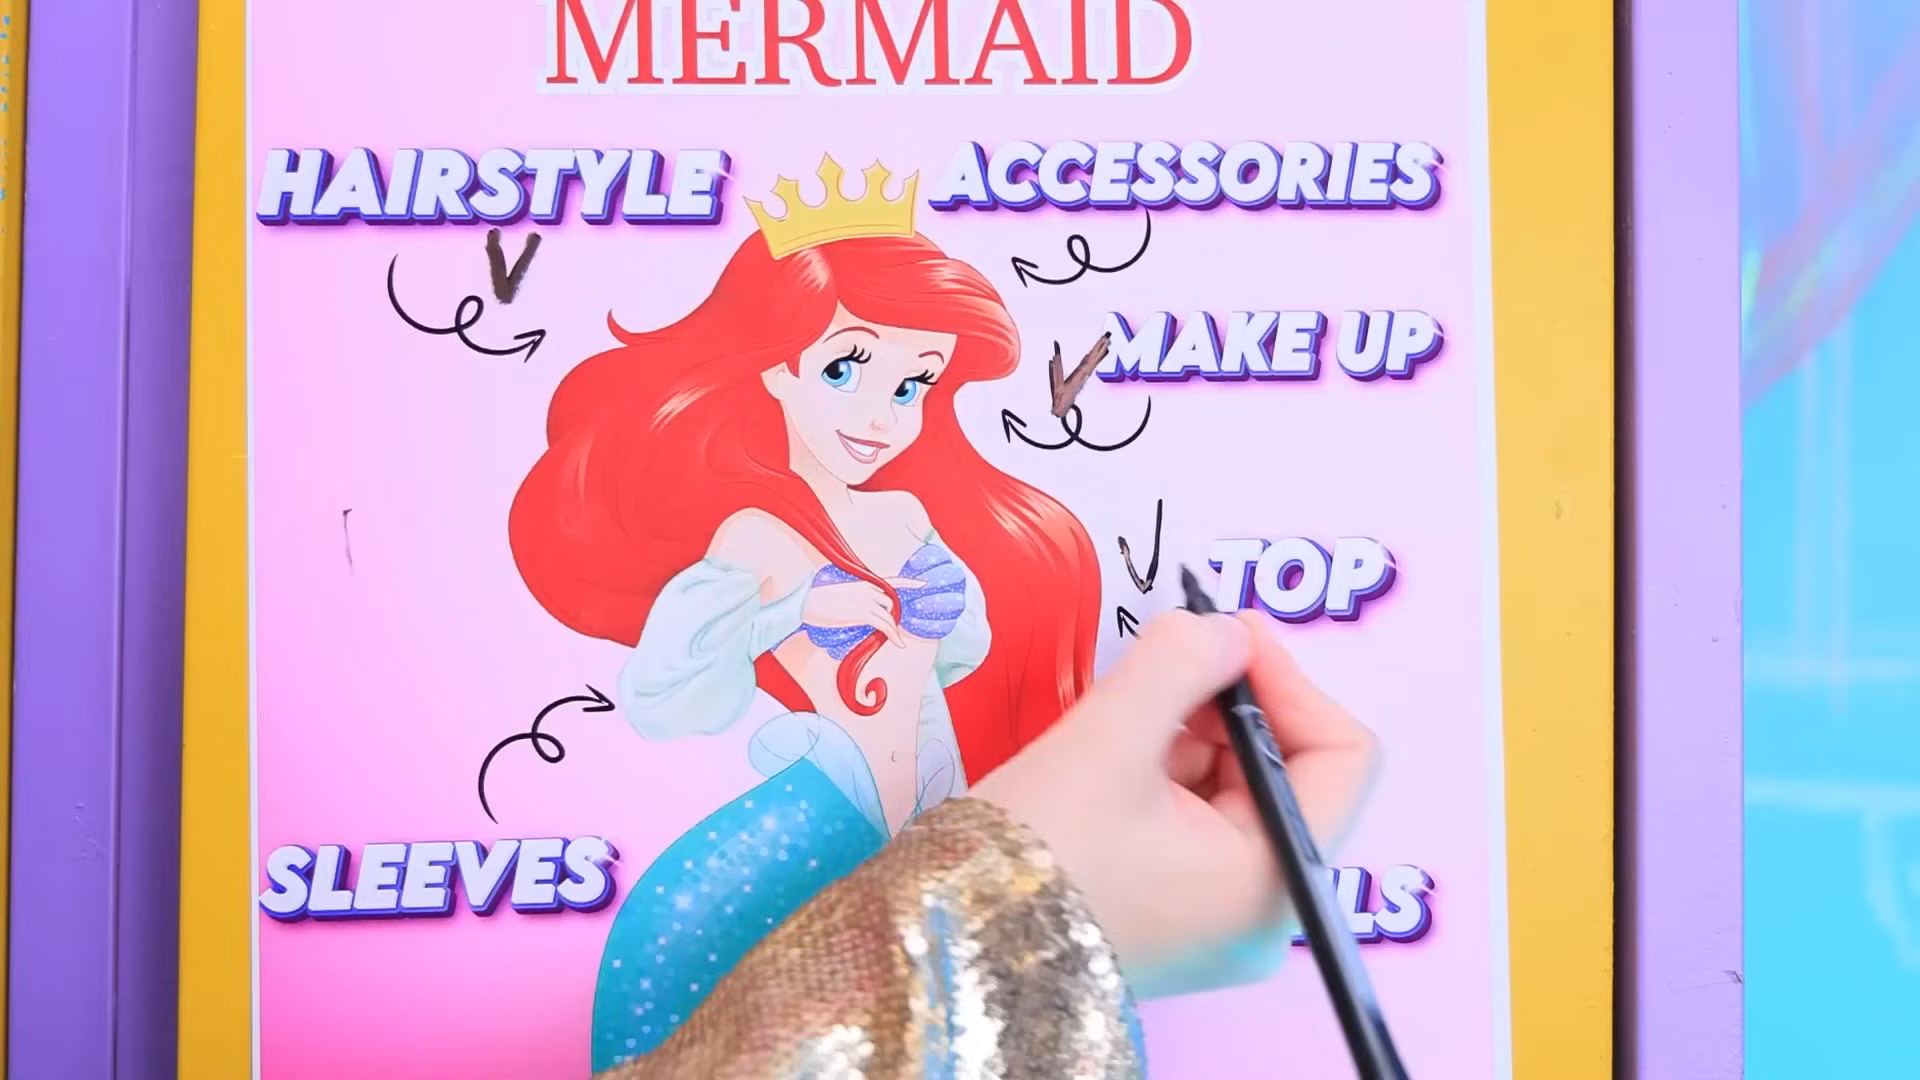 MERMAID
HAIRSTYLE
ACCESSORIES
MAKE UP
TOP
SLEEVES